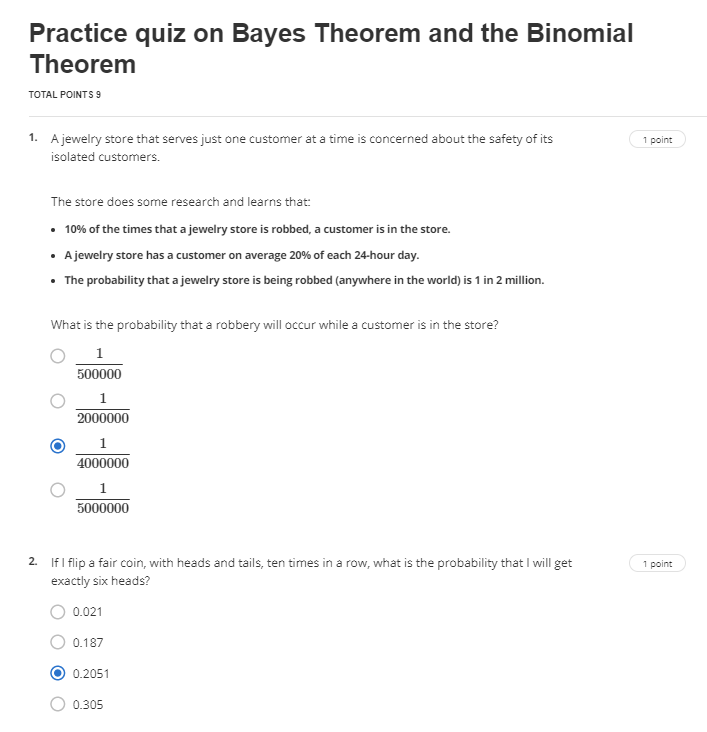 Practice quiz on Bayes Theorem and the Binomial
Theorem
TOTAL POINTS 9
1. A jewelry store that serves just one customer at a time is concerned about the safety of its
isolated customers.
1 point
The store does some research and learns that:
• 10% of the times that a jewelry store is robbed, a customer is in the store.
• A jewelry store has a customer on average 20% of each 24-hour day.
• The probability that a jewelry store is being robbed (anywhere in the world) is 1 in 2 million.
What is the probability that a robbery will occur while a customer is in the store?
1
500000
1
2000000
1
4000000
1
5000000
2. If I flip a fair coin, with heads and tails, ten times in a row, what is the probability that I will get
exactly six heads?
1 point
0.021
0.187
0.2051
0.305